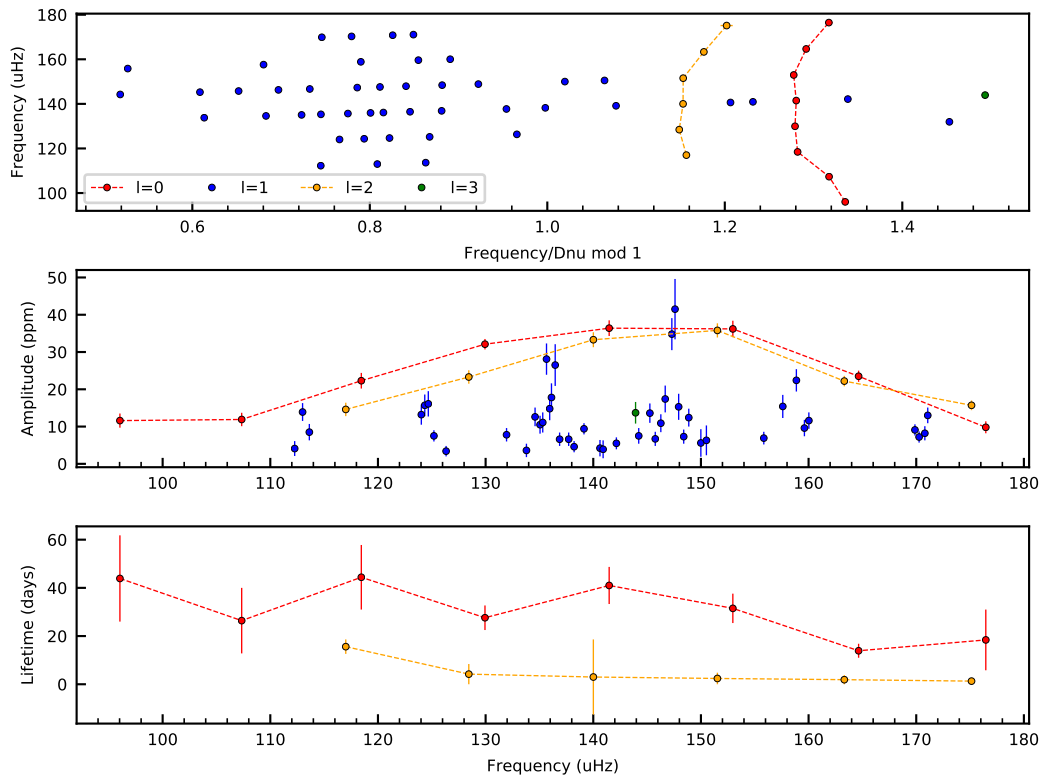 180
160
140
120
100
Frequency (uHz)
l=0 l=1 l=2 l=3
0.6 0.8 1.0 1.2 1.4
Frequency/Dnu mod 1
50
40
30
20
10
0
Amplitude (ppm)
100 110 120 130 140 150 160 170 180
60
40
20
0
Lifetime (days)
100 110 120 130 140 150 160 170 180
Frequency (uHz)